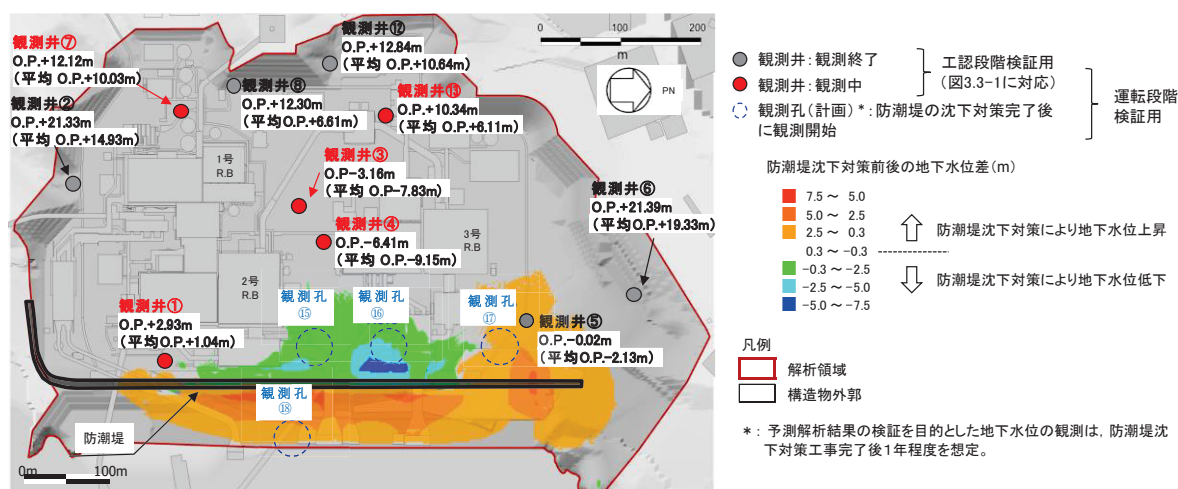 観測井⑦
O.P.+12.12m
(平均 O.P.+10.03m)
観測井②
O.P.+21.33m
(平均 O.P.+14.93m)
観測井⑫
O.P.+12.84m
(平均 O.P.+10.64m)
観測井⑧
O.P.+12.30m
(平均O.P.+6.61m)
O.P.+10.34m
(平均O.P.+6.11m)
観測井③
O.P-3.16m
(平均 O.P-7.83m)
観測井④
O.P.-6.41m
(平均 O.P.-9.15m)
観測井⑥
O.P.+21.39m
(平均O.P.+19.33m)
観測井①
O.P.+2.93m
(平均O.P.+1.04m)
観測井⑤
O.P.-0.02m
(平均O.P.-2.13m)
1号
R.B
2号
R.B
3号
R.B
観測孔
⑮
観測孔
⑯
観測孔
⑰
観測孔
⑱
防潮堤
0m 100m
0 100 200
m
PN
観測井:観測終了
観測井:観測中
工認段階検証用
(図3.3-1に対応)
観測孔(計画)*:防潮堤の沈下対策完了後
に観測開始
運転段階
検証用
防潮堤沈下対策前後の地下水位差(m)
7.5 ～ 5.0
5.0 ～ 2.5
2.5 ～ 0.3
0.3 ～ -0.3
-0.3 ～ -2.5
-2.5 ～ -5.0
-5.0 ～ -7.5
防潮堤沈下対策により地下水位上昇
防潮堤沈下対策により地下水位低下
凡例
解析領域
構造物外郭
*: 予測解析結果の検証を目的とした地下水位の観測は，防潮堤沈
下対策工事完了後1年程度を想定。